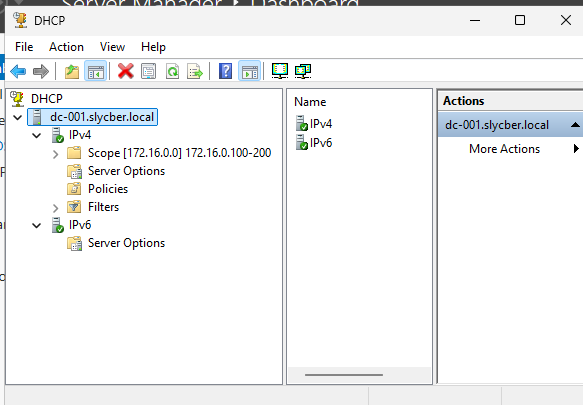 Server Manager • Dashboard
DHCP
File Action View Help
DHCP
dc-001.slycber.local
IPv4
Scope [172.16.0.0] 172.16.0.100-200
Server Options
Policies
Filters
IPv6
Server Options
Name
IPv4
IPv6
Actions
dc-001.slycber.local
More Actions